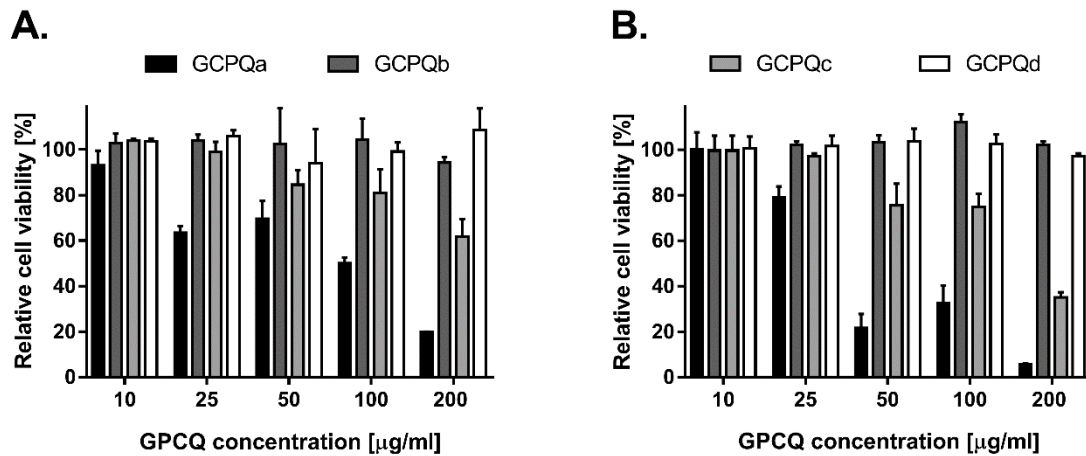 A.
B.
GCPQa
GCPQb
GCPQc
GCPQd
Relative cell viability [%]
100
80
60
40
20
0
10
25
50
100
200
GPCQ concentration [μg/ml]
Relative cell viability [%]
100
80
60
40
20
0
10
25
50
100
200
GPCQ concentration [μg/ml]